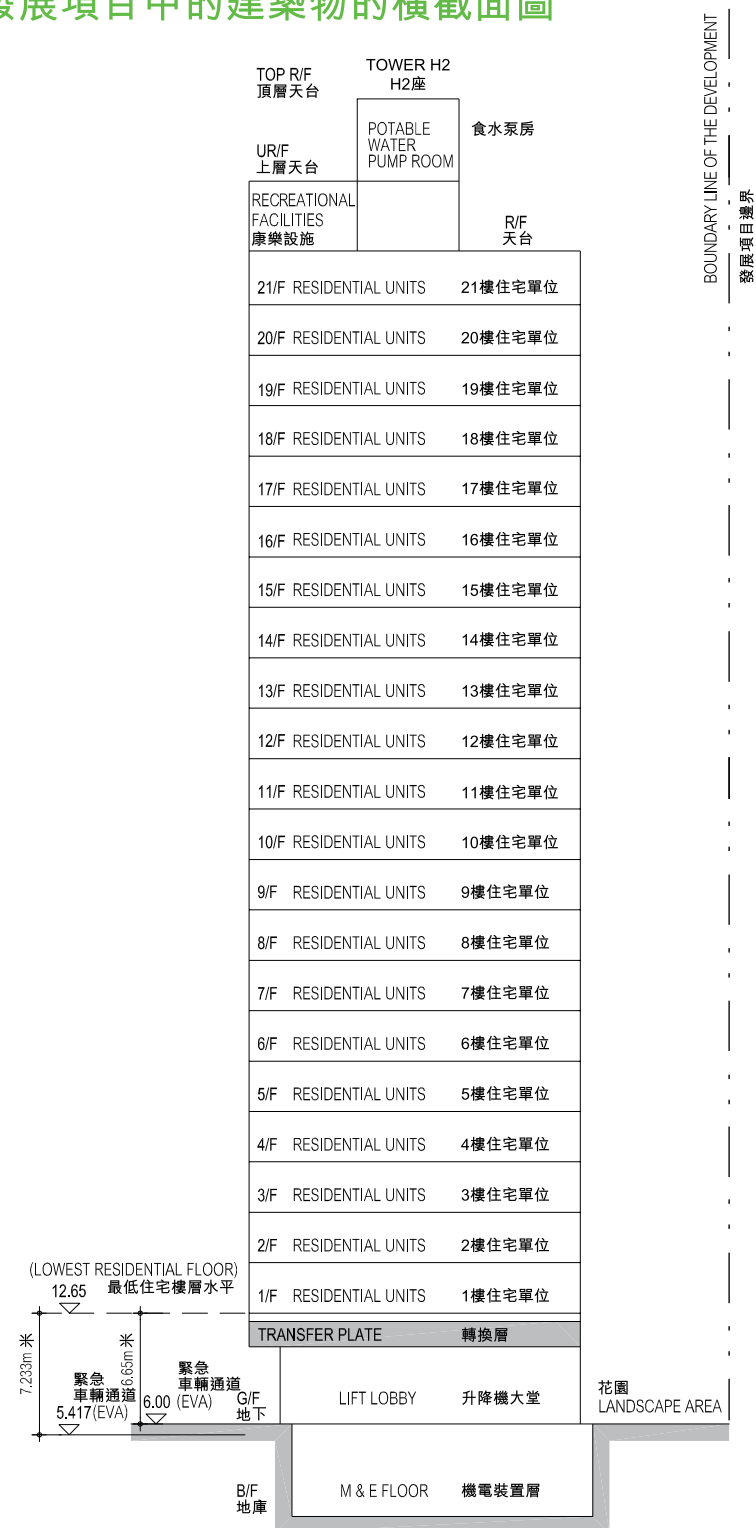 發展項目中的建築物的橫截面圖
TOWER H2
H2座
TOP R/F
頂層天台
POTABLE
WATER
PUMP ROOM
食水泵房
UR/F
上層天台
RECREATIONAL
FACILITIES
康樂設施
R/F
天台
BOUNDARY LINE OF THE DEVELOPMENT
發展項目邊界
21/F RESIDENTIAL UNITS 21樓住宅單位
20/F RESIDENTIAL UNITS 20樓住宅單位
19/F RESIDENTIAL UNITS 19樓住宅單位
18/F RESIDENTIAL UNITS 18樓住宅單位
17/F RESIDENTIAL UNITS 17樓住宅單位
16/F RESIDENTIAL UNITS 16樓住宅單位
15/F RESIDENTIAL UNITS 15樓住宅單位
14/F RESIDENTIAL UNITS 14樓住宅單位
13/F RESIDENTIAL UNITS 13樓住宅單位
12/F RESIDENTIAL UNITS 12樓住宅單位
11/F RESIDENTIAL UNITS 11樓住宅單位
10/F RESIDENTIAL UNITS 10樓住宅單位
9/F RESIDENTIAL UNITS 9樓住宅單位
8/F RESIDENTIAL UNITS 8樓住宅單位
7/F RESIDENTIAL UNITS 7樓住宅單位
6/F RESIDENTIAL UNITS 6樓住宅單位
5/F RESIDENTIAL UNITS 5樓住宅單位
4/F RESIDENTIAL UNITS 4樓住宅單位
3/F RESIDENTIAL UNITS 3樓住宅單位
2/F RESIDENTIAL UNITS 2樓住宅單位
1/F RESIDENTIAL UNITS 1樓住宅單位
(LOWEST RESIDENTIAL FLOOR)
12.65 最低住宅樓層水平
TRANSFER PLATE 轉換層
7.233m 米
6.65m 米
緊急
車輛通道
5.417(EVA)
緊急
車輛通道
6.00 (EVA)
G/F
地下
LIFT LOBBY 升降機大堂
花園
LANDSCAPE AREA
B/F
地庫
M & E FLOOR 機電裝置層